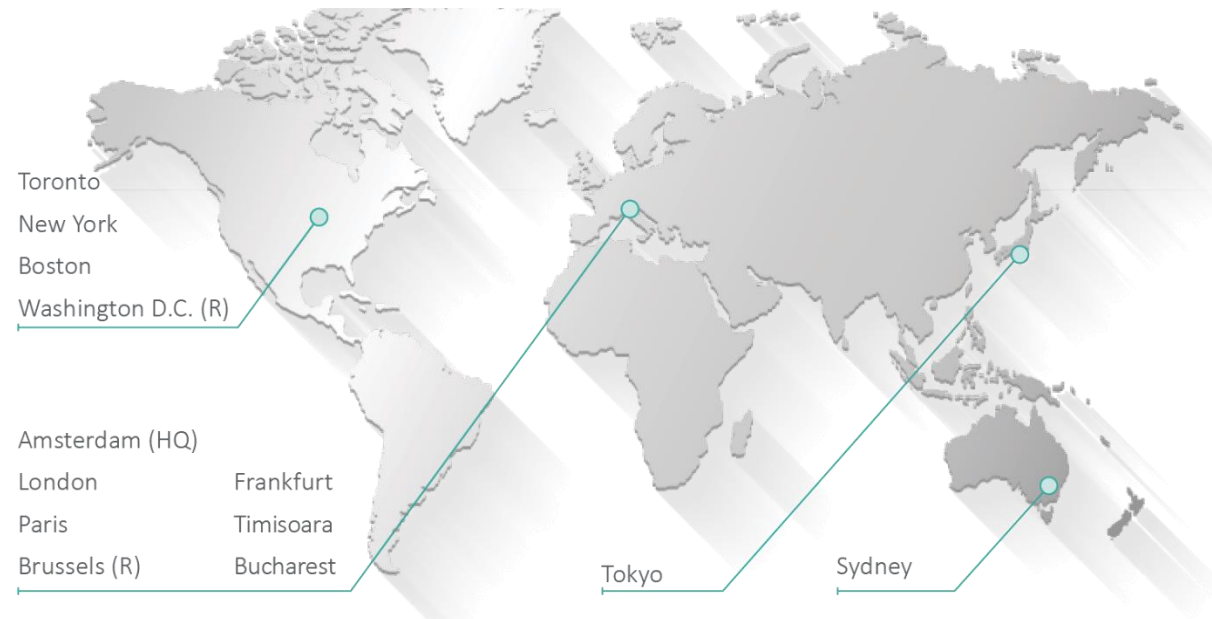 Toronto
New York
Boston
Washington D.C. (R)
Amsterdam (HQ)
London
Paris
Brussels (R)
Frankfurt
Timisoara
Bucharest
Tokyo
Sydney